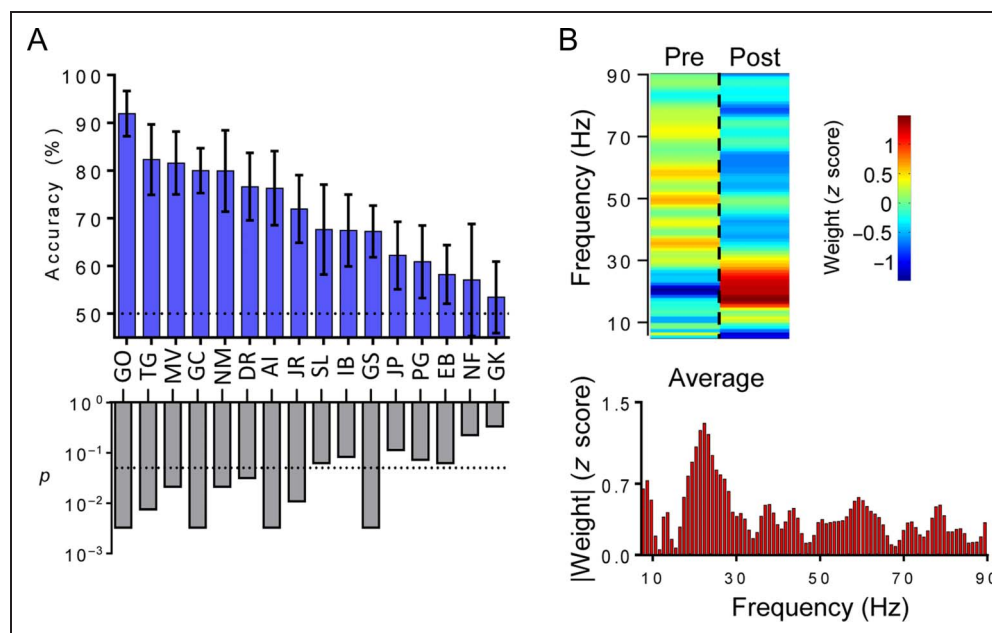 A
Accuracy (%)
100
90
80
70
60
50
GO TG MV GC NM DR AI JR SL IB GS JP PG EB NF GK
p
10⁰
10⁻¹
10⁻²
10⁻³
B
Pre Post
Frequency (Hz)
90
70
50
30
10
Weight (z score)
1
0.5
0
−0.5
−1
Average
|Weight| (z score)
1.5
0.7
0.0
10 30 50 70 90
Frequency (Hz)